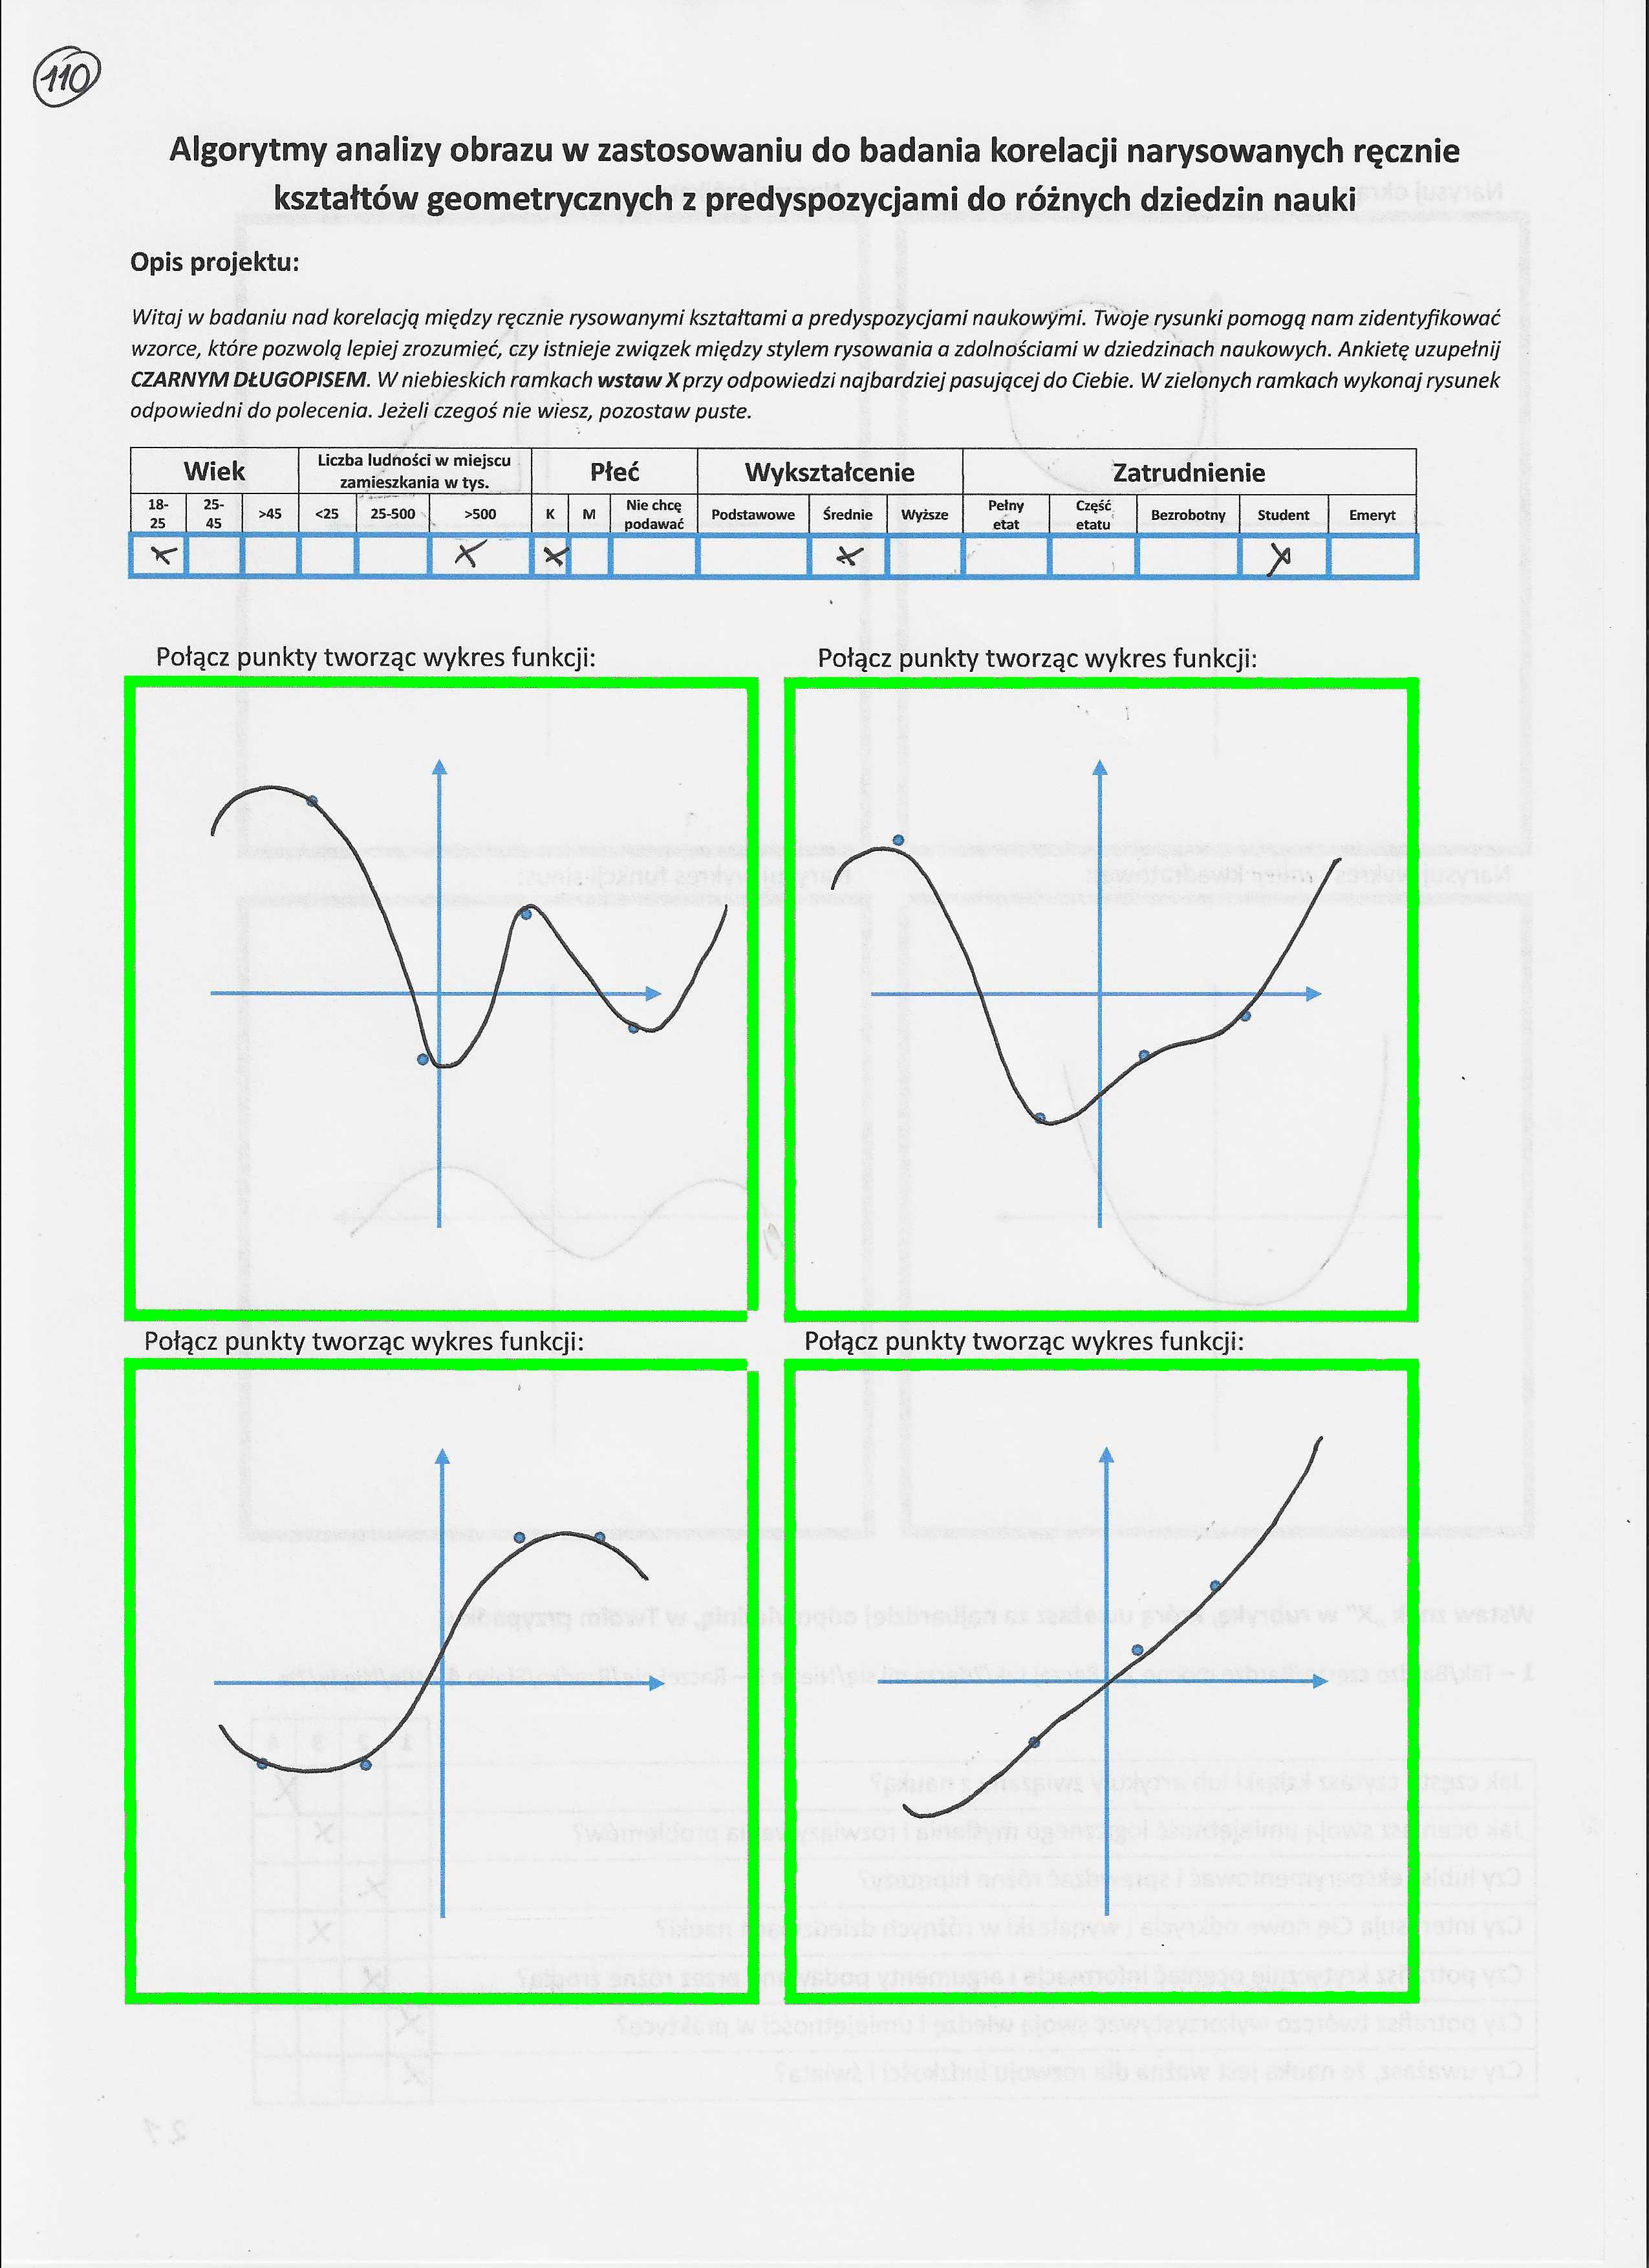 110
Algorytmy analizy obrazu w zastosowaniu do badania korelacji narysowanych ręcznie
kształtów geometrycznych z predyspozycjami do różnych dziedzin nauki
Opis projektu:
Witaj w badaniu nad korelacją między ręcznie rysowanymi kształtami a predyspozycjami naukowymi. Twoje rysunki pomogą nam zidentyfikować
wzorce, które pozwolą lepiej zrozumieć, czy istnieje związek między stylem rysowania a zdolnościami w dziedzinach naukowych. Ankietę uzupełnij
CZARNYM DŁUGOPISEM. W niebieskich ramkach wstaw X przy odpowiedzi najbardziej pasującej do Ciebie. W zielonych ramkach wykonaj rysunek
odpowiedni do polecenia. Jeżeli czegoś nie wiesz, pozostaw puste.
Wiek Liczba ludności w miejscu zamieszkania w tys. Płeć Wykształcenie Zatrudnienie
18-25 25-45 >45 <25 25-500 >500 K M Nie chcę podawać Podstawowe Średnie Wyższe Pełny etat Część etatu Bezrobotny Student Emeryt
X X X X X
Połącz punkty tworząc wykres funkcji: Połącz punkty tworząc wykres funkcji:
Połącz punkty tworząc wykres funkcji: Połącz punkty tworząc wykres funkcji: